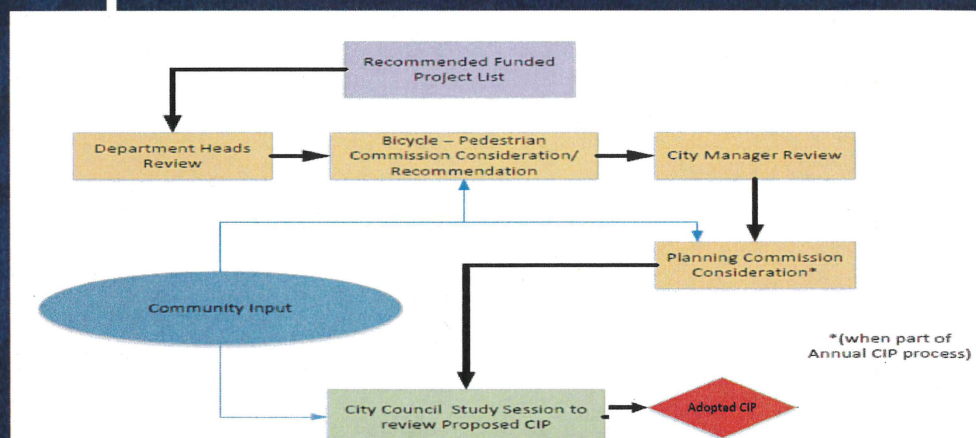 Recommended Funded
Project List
Department Heads
Review
Bicycle – Pedestrian
Commission Consideration/
Recommendation
City Manager Review
Planning Commission
Consideration*
Community Input
*(when part of
Annual CIP process)
City Council Study Session to
review Proposed CIP
Adopted CIP